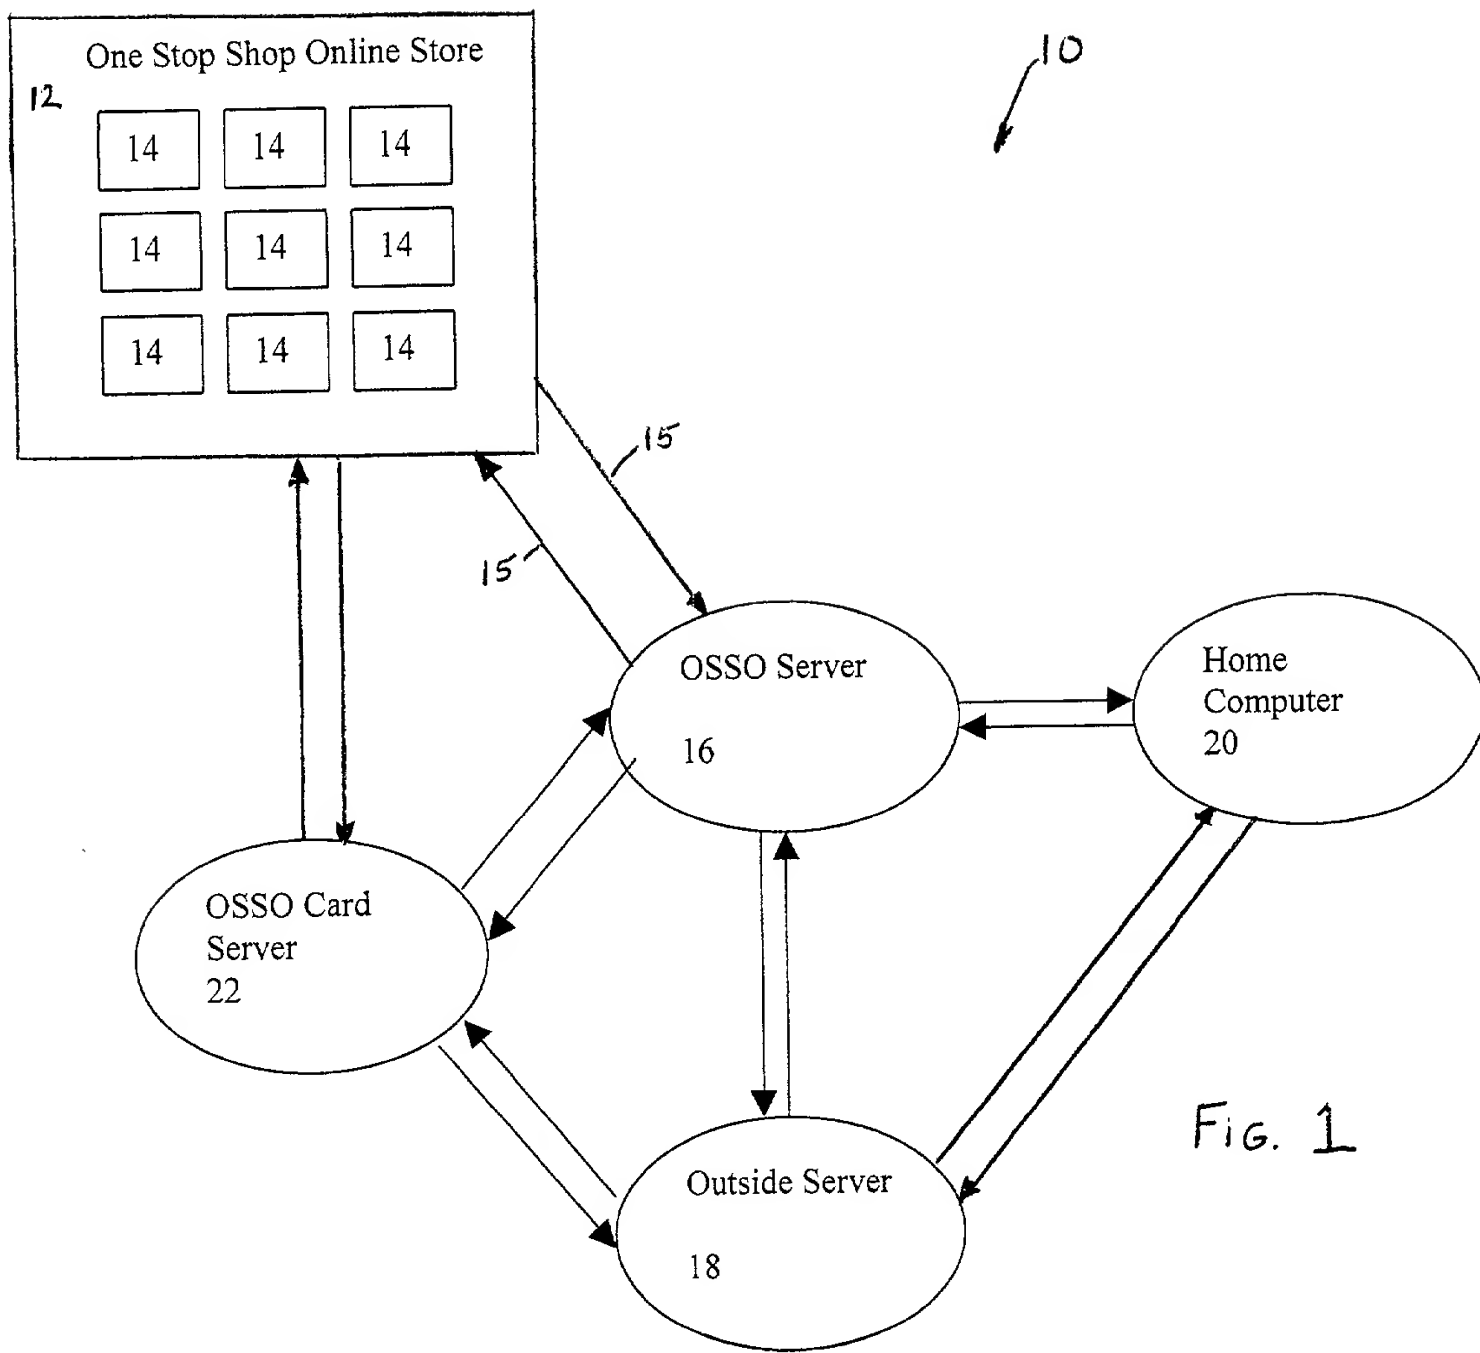 One Stop Shop Online Store
10
12
14 14 14
14 14 14
14 14 14
15
15
OSSO Server
16
Home
Computer
20
OSSO Card
Server
22
Fig. 1
Outside Server
18